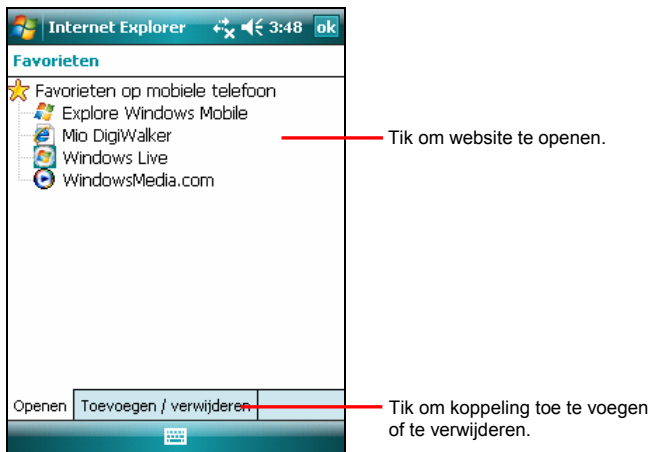 Internet Explorer 3:48 ok
Favorieten
Favorieten op mobiele telefoon
Explore Windows Mobile
Mio DigiWalker
Windows Live
WindowsMedia.com
Tik om website te openen.
Openen Toevoegen / verwijderen
Tik om koppeling toe te voegen
of te verwijderen.